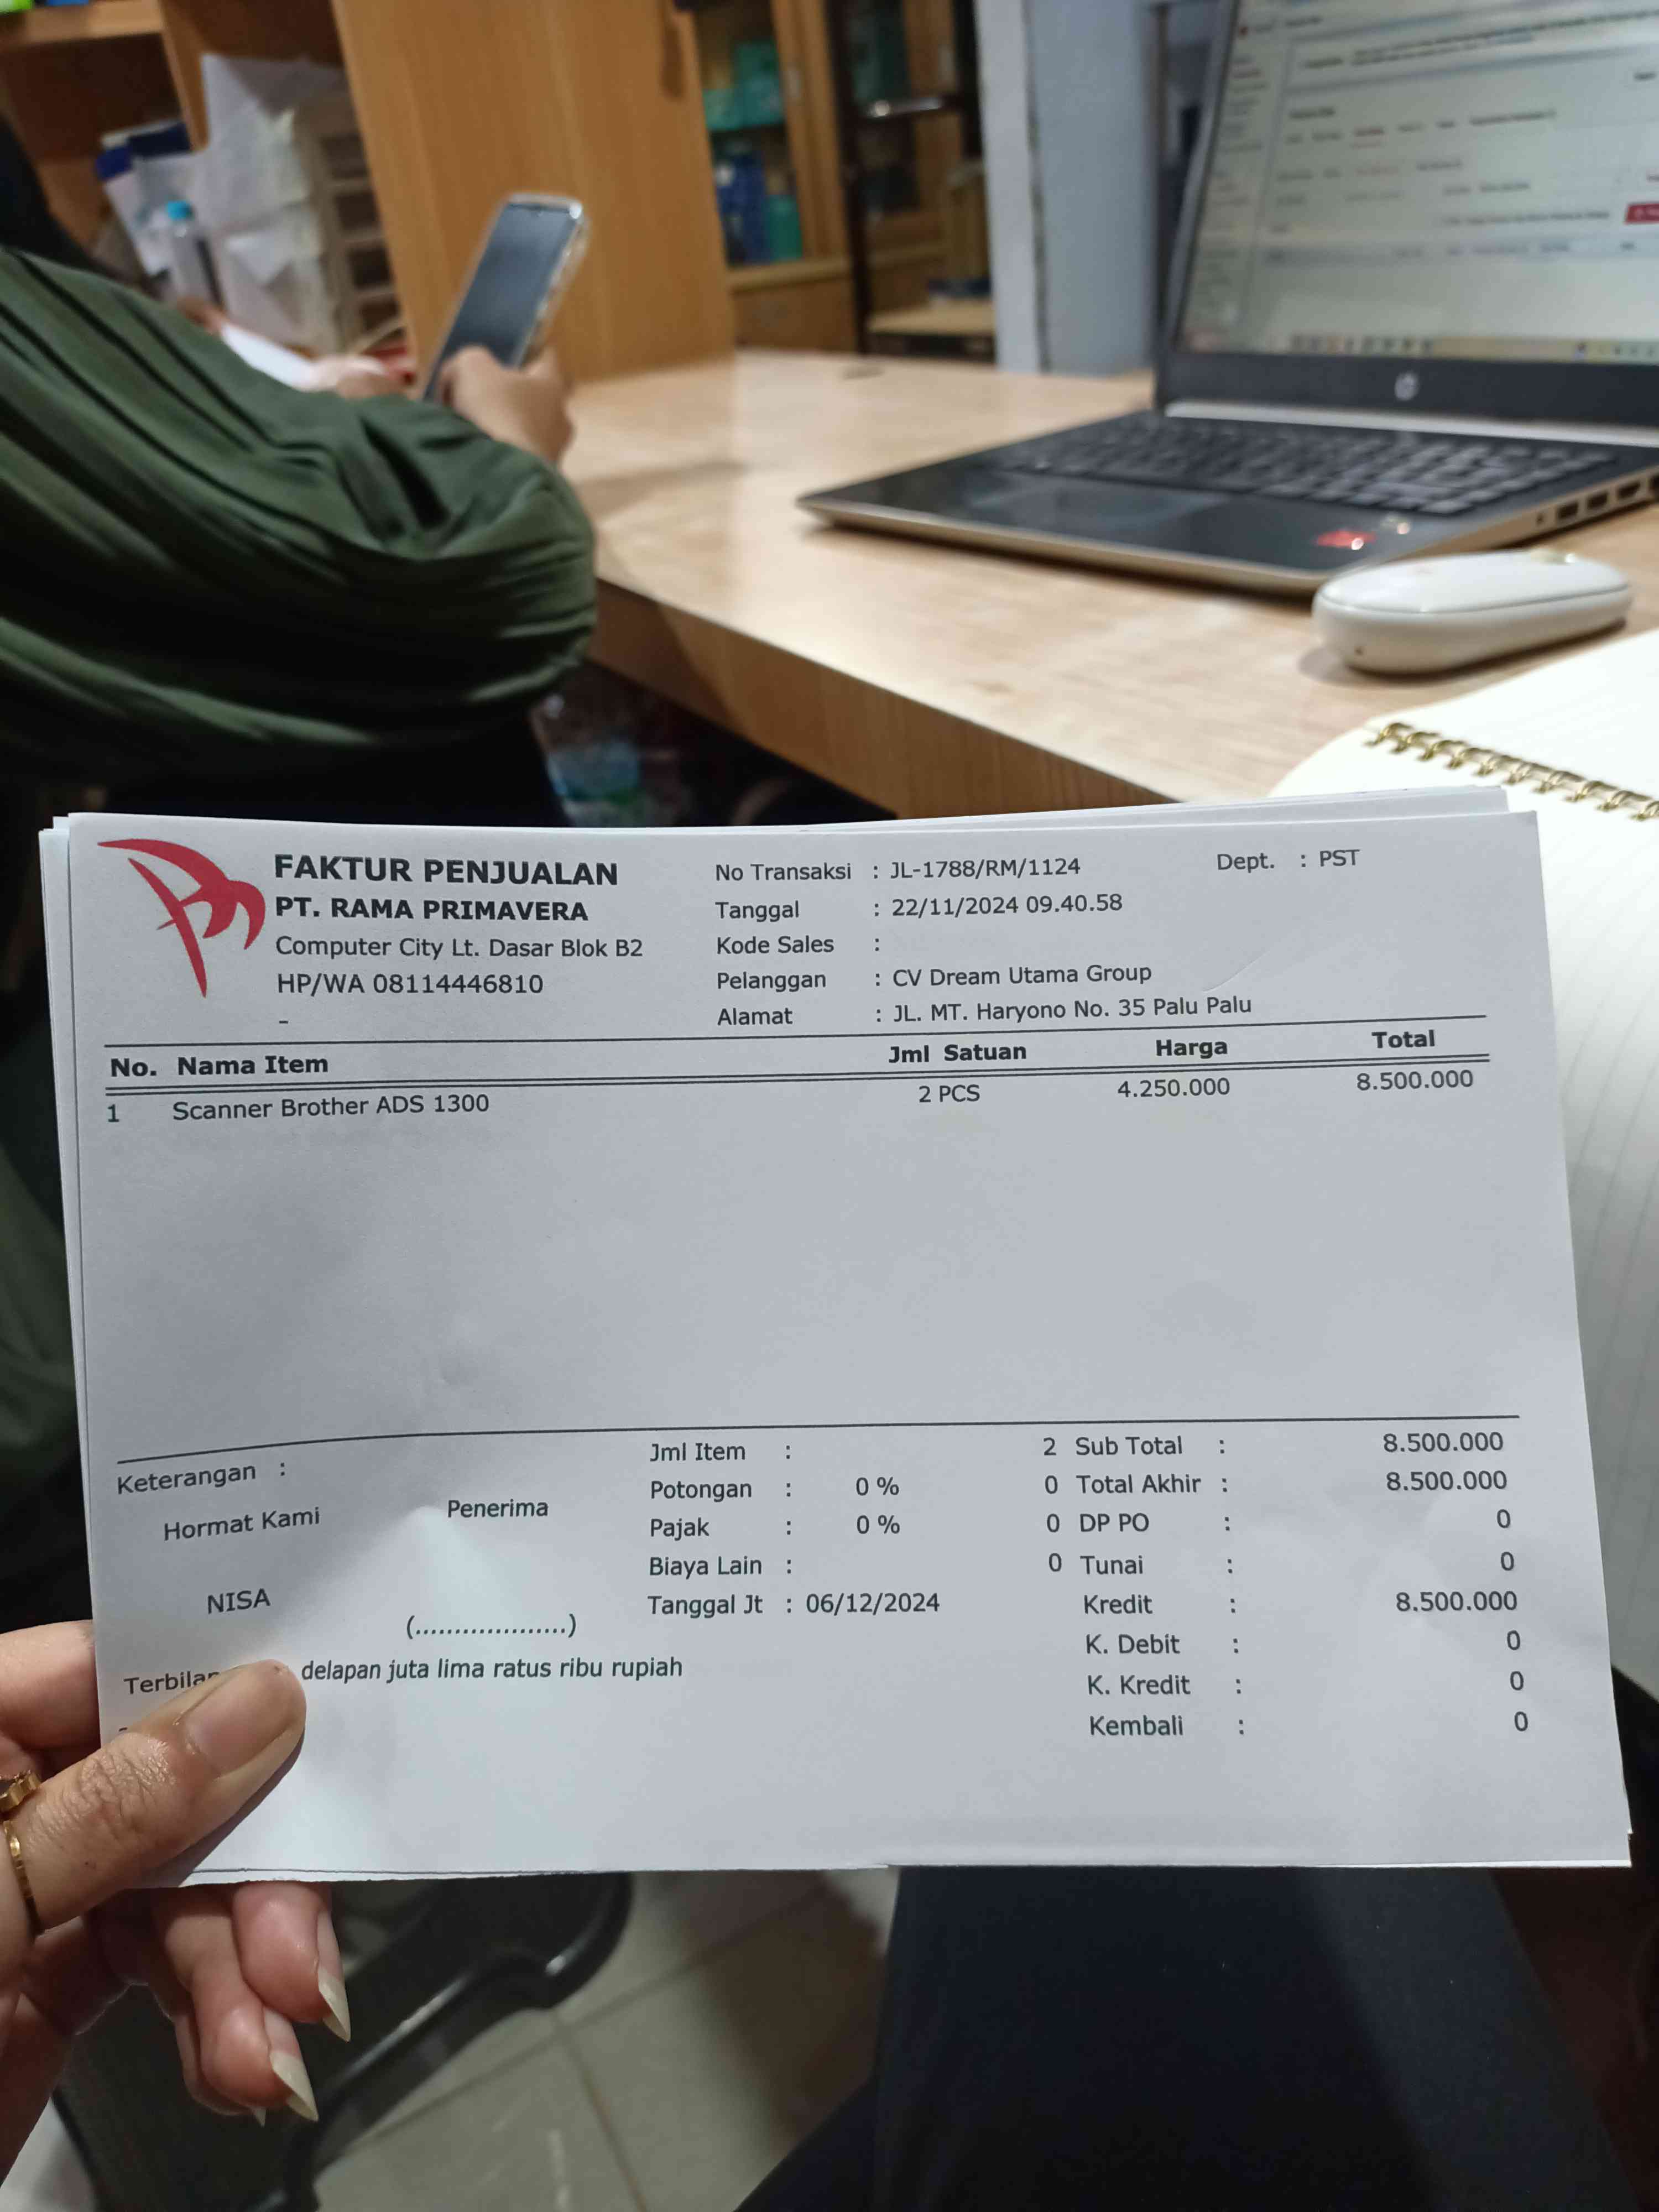 FAKTUR PENJUALAN
PT. RAMA PRIMAVERA
Computer City Lt. Dasar Blok B2
HP/WA 08114446810
-
No Transaksi : JL-1788/RM/1124
Tanggal : 22/11/2024 09.40.58
Kode Sales :
Pelanggan : CV Dream Utama Group
Alamat : JL. MT. Haryono No. 35 Palu Palu
Dept. : PST
No. Nama Item Jml Satuan Harga Total
1 Scanner Brother ADS 1300 2 PCS 4.250.000 8.500.000
Keterangan :
Hormat Kami Penerima
NISA
(...................)
delapan juta lima ratus ribu rupiah
Jml Item : 2
Potongan : 0 % 0
Pajak : 0 % 0
Biaya Lain : 0
Tanggal Jt : 06/12/2024
Sub Total : 8.500.000
Total Akhir : 8.500.000
DP PO : 0
Tunai : 0
Kredit : 8.500.000
K. Debit : 0
K. Kredit : 0
Kembali : 0
hp